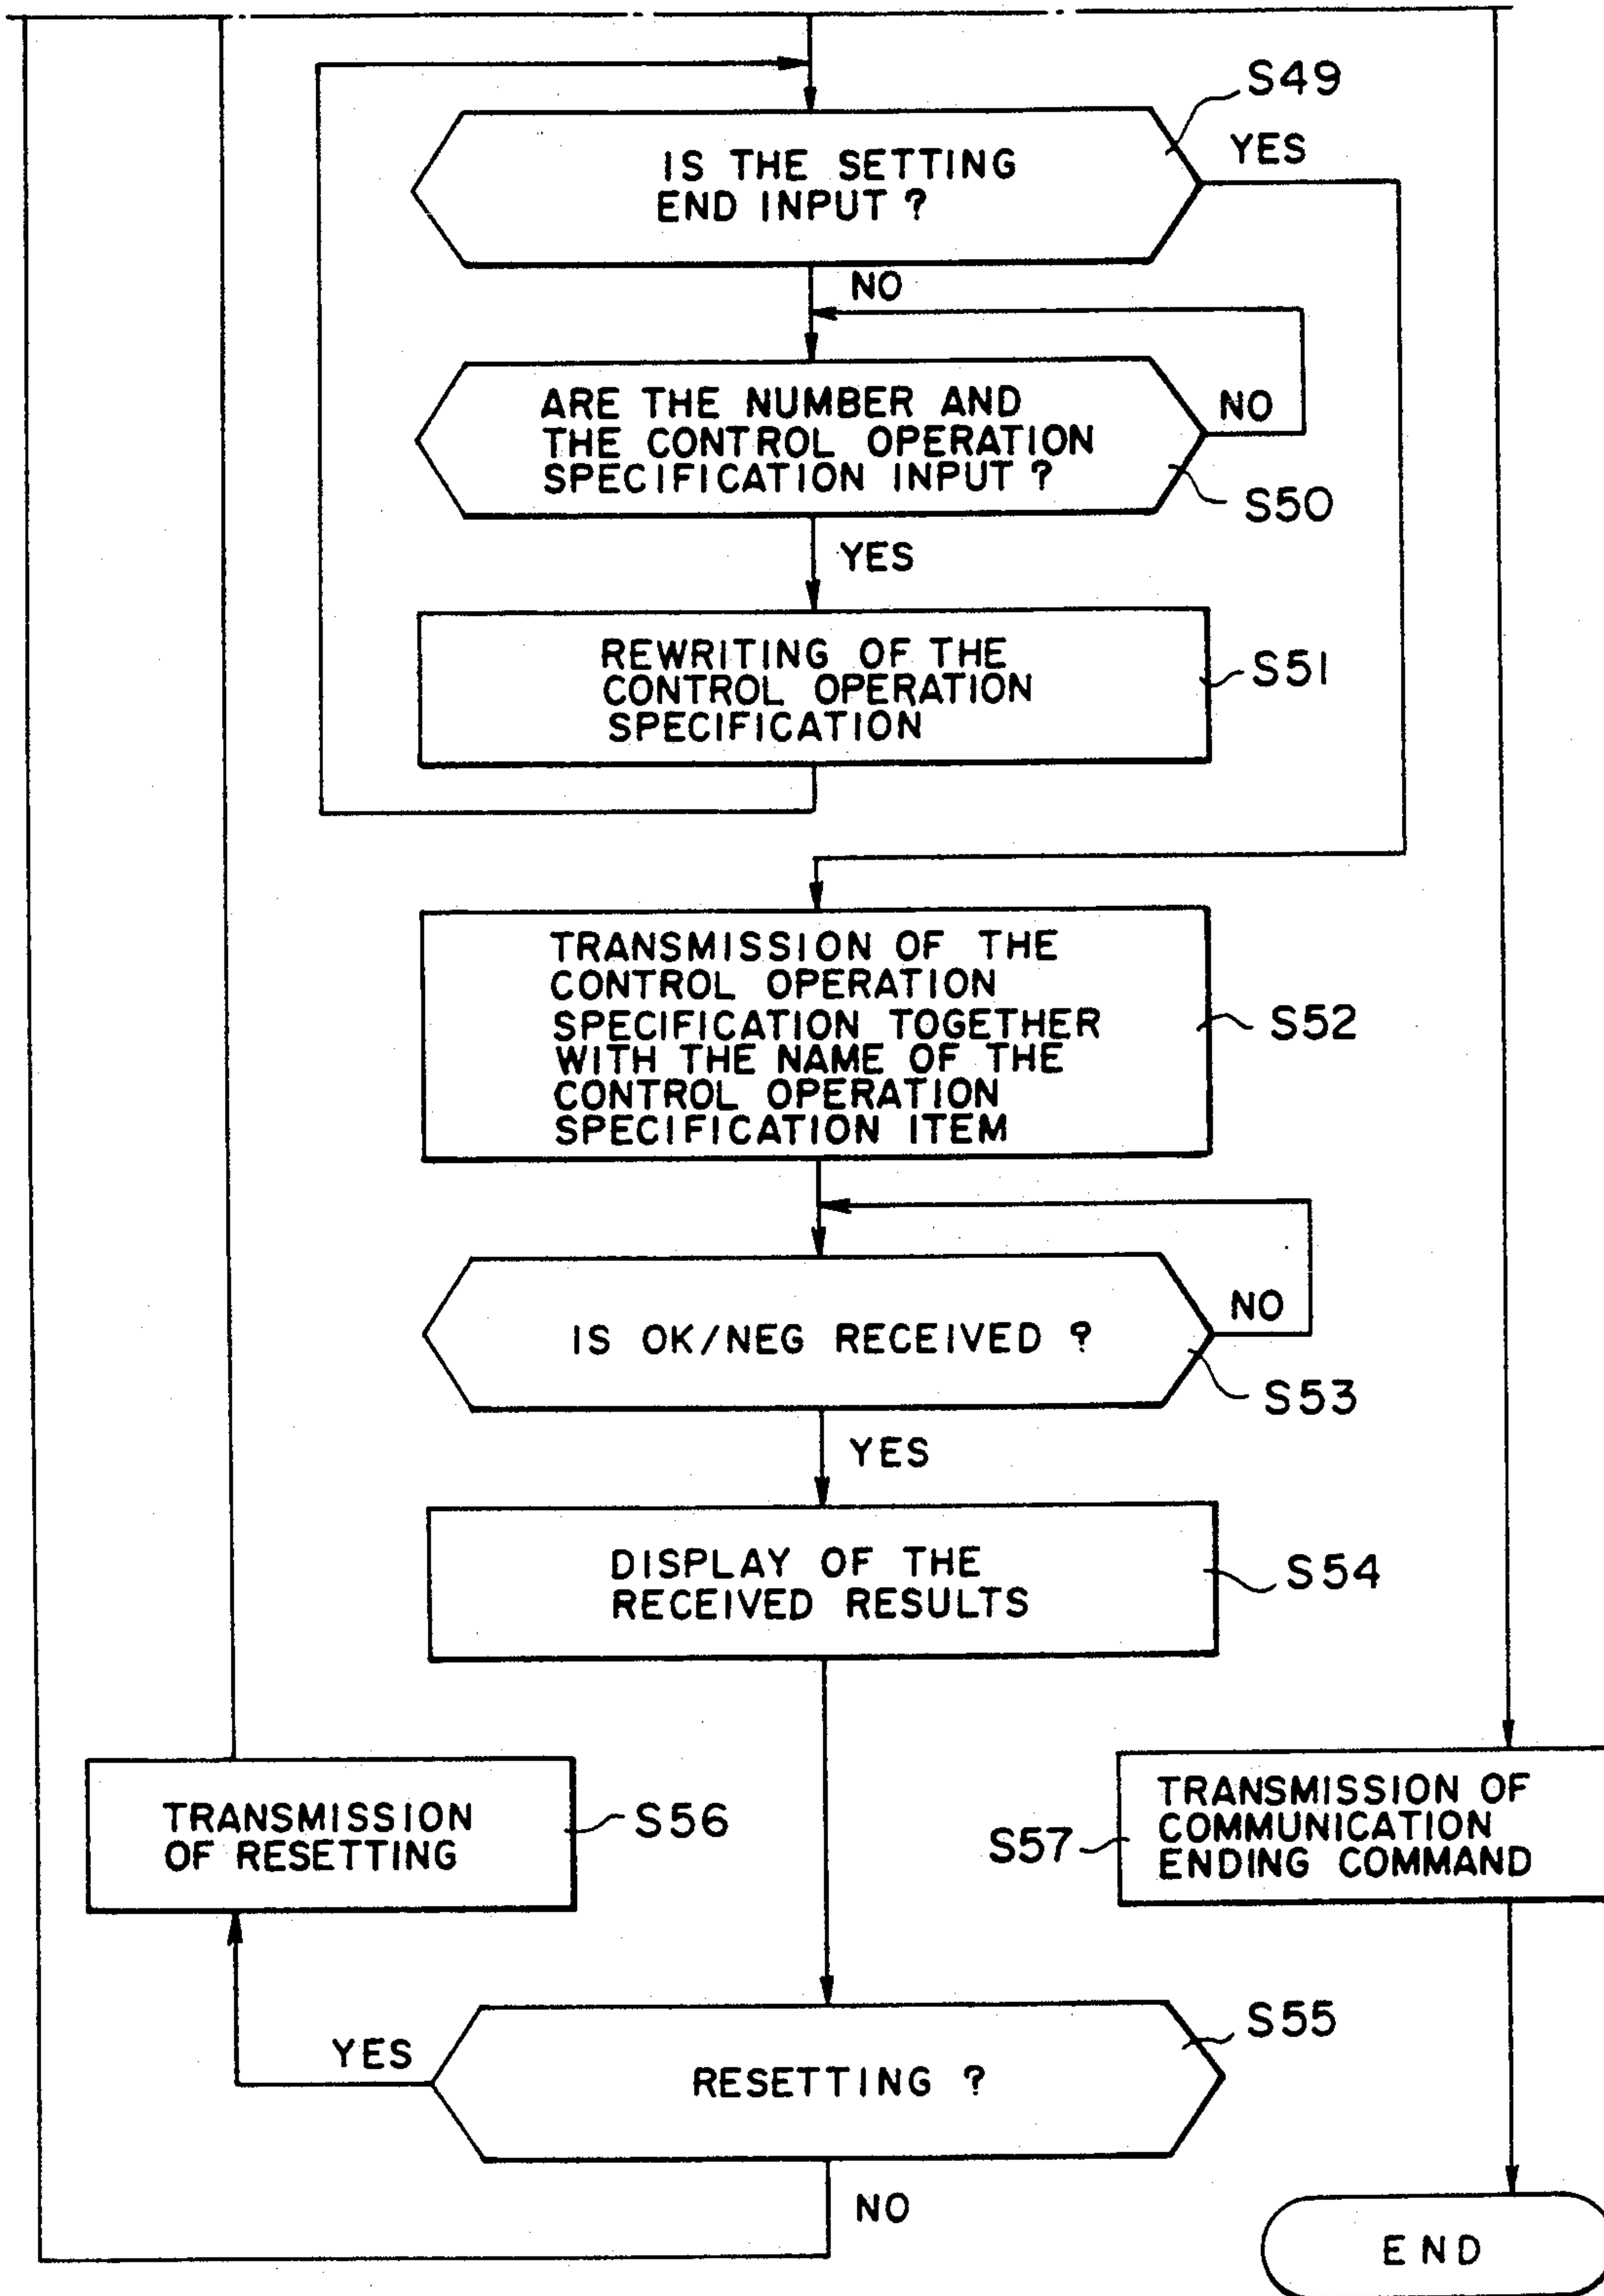 S49
YES
IS THE SETTING
END INPUT ?
NO
ARE THE NUMBER AND
THE CONTROL OPERATION
SPECIFICATION INPUT ?
NO
S50
YES
REWRITING OF THE
CONTROL OPERATION
SPECIFICATION
S51
TRANSMISSION OF THE
CONTROL OPERATION
SPECIFICATION TOGETHER
WITH THE NAME OF THE
CONTROL OPERATION
SPECIFICATION ITEM
S52
NO
IS OK/NEG RECEIVED ?
S53
YES
DISPLAY OF THE
RECEIVED RESULTS
S54
TRANSMISSION
OF RESETTING
S56
S57
TRANSMISSION OF
COMMUNICATION
ENDING COMMAND
S55
YES
RESETTING ?
NO
END